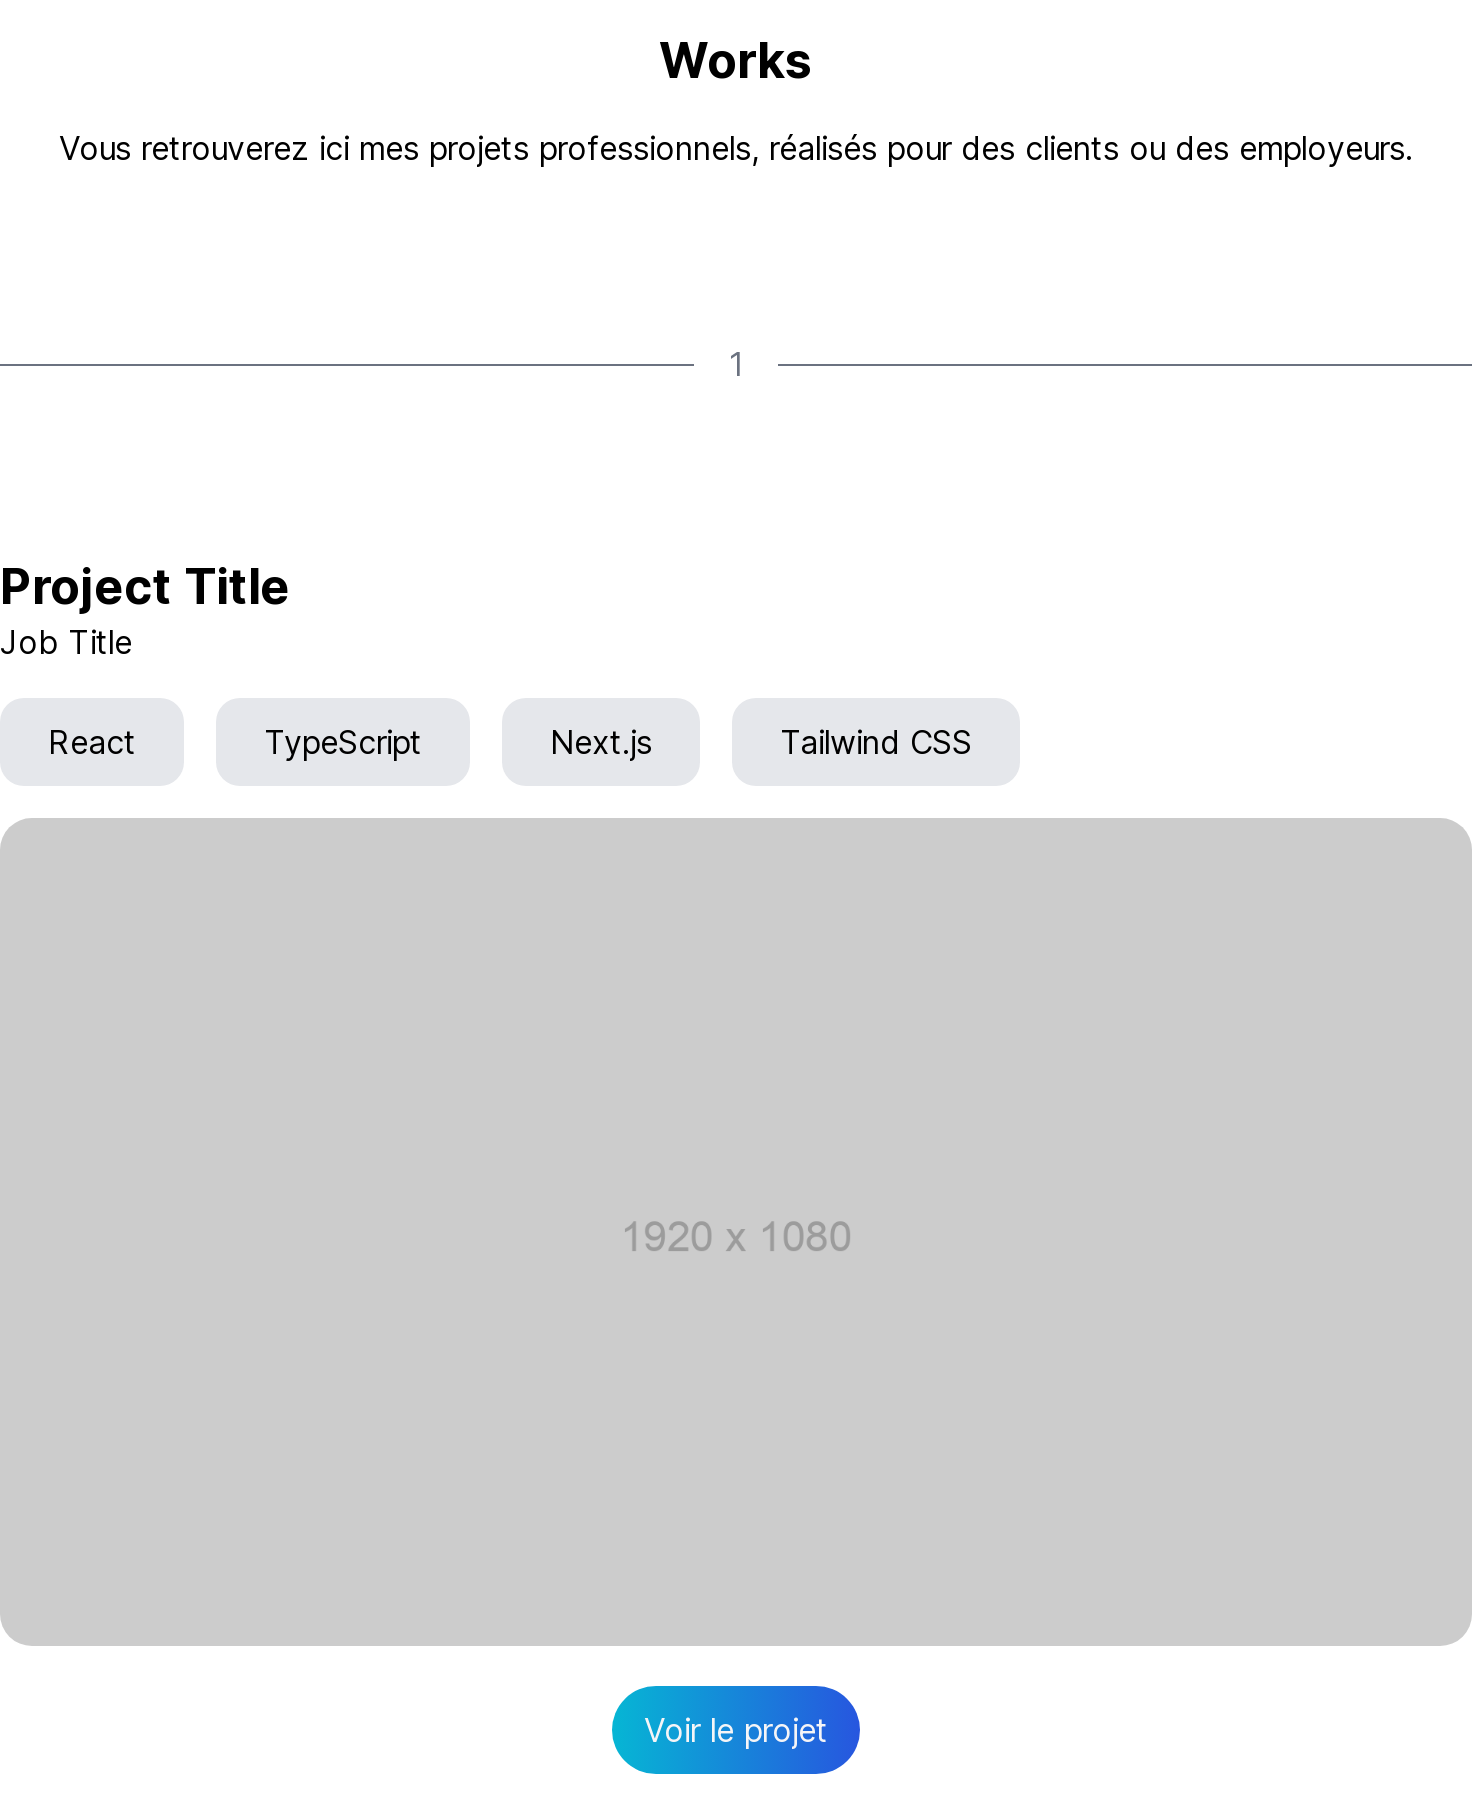 Works
Vous retrouverez ici mes projets professionnels, réalisés pour des clients ou des employeurs.
1
Project Title
Job Title
React TypeScript Next.js Tailwind CSS
1920 x 1080
Voir le projet